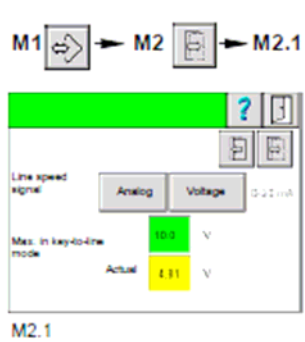 M1 M2 M2.1
?
Line speed signal
Analog Voltage
Max. in key-to-line mode
10.0 V
Actual 4.91 V
M2.1